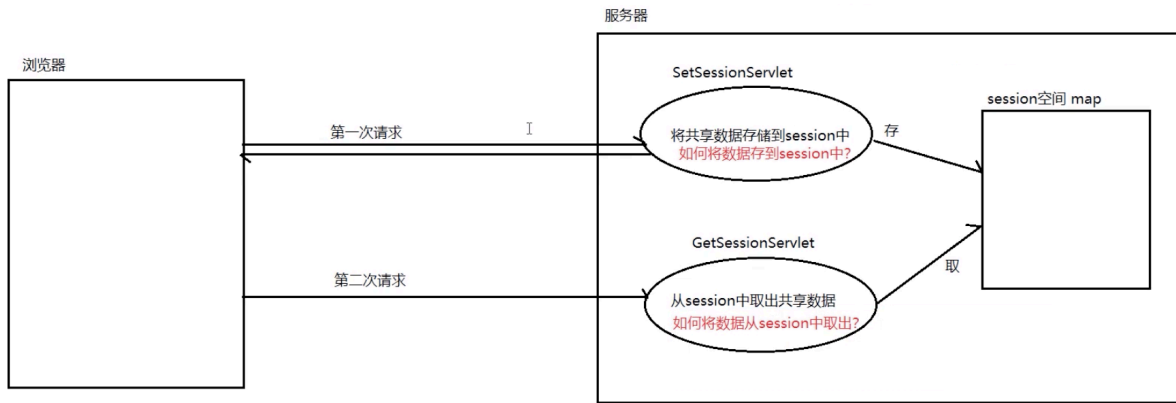 服务器
浏览器
SetSessionServlet
session空间 map
第一次请求
将共享数据存储到session中
存
如何将数据存到session中?
GetSessionServlet
取
第二次请求
从session中取出共享数据
如何将数据从session中取出?